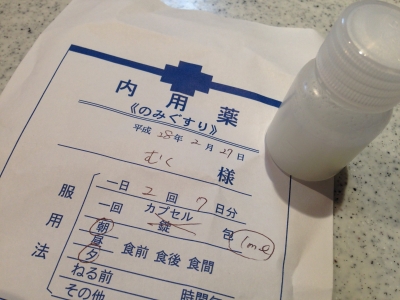 内用薬
《のみぐすり》
平成28年2月27日
むく 様
服用法
一日 2 回 7 日分
一回 カプセル 錠 包 1ml
朝
昼 食前 食後 食間
夕
ねる前
その他 時間